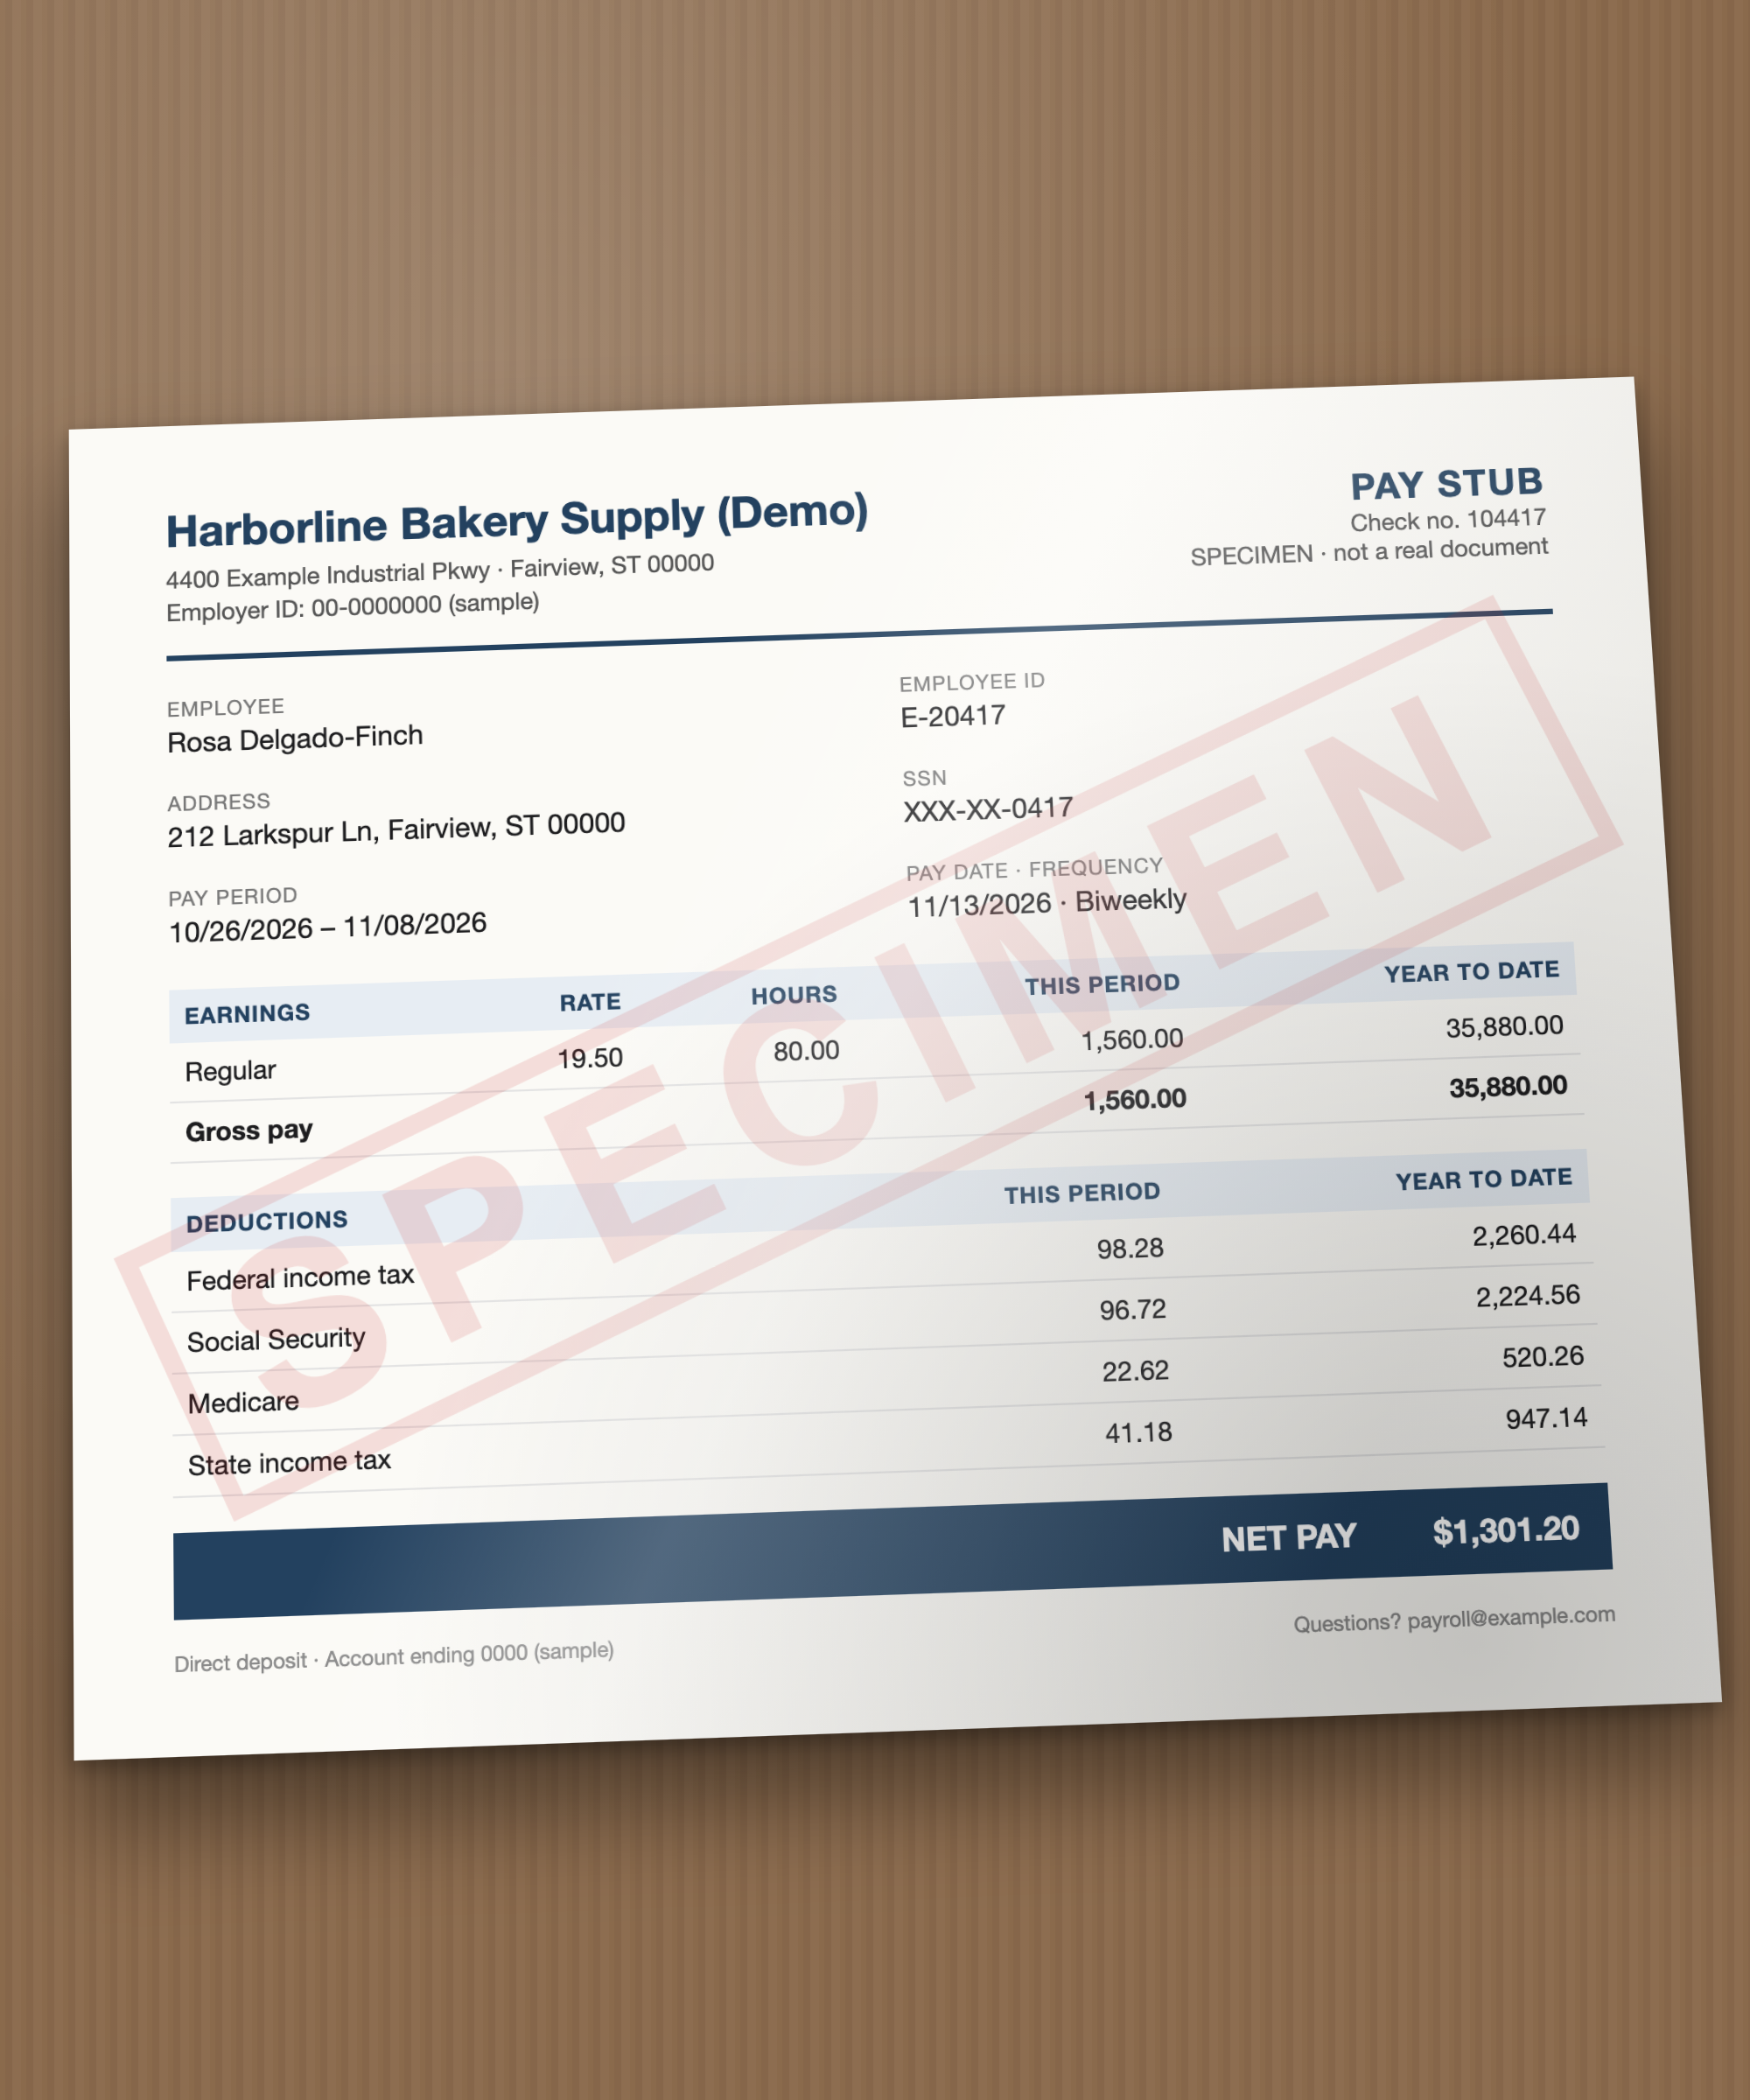 Harborline Bakery Supply (Demo)
4400 Example Industrial Pkwy · Fairview, ST 00000
Employer ID: 00-0000000 (sample)
PAY STUB
Check no. 104417
SPECIMEN · not a real document
EMPLOYEE
Rosa Delgado-Finch
EMPLOYEE ID
E-20417
ADDRESS
212 Larkspur Ln, Fairview, ST 00000
SSN
XXX-XX-0417
PAY PERIOD
10/26/2026 – 11/08/2026
PAY DATE · FREQUENCY
11/13/2026 · Biweekly
EARNINGS RATE HOURS THIS PERIOD YEAR TO DATE
Regular 19.50 80.00 1,560.00 35,880.00
Gross pay 1,560.00 35,880.00
DEDUCTIONS THIS PERIOD YEAR TO DATE
Federal income tax 98.28 2,260.44
Social Security 96.72 2,224.56
Medicare 22.62 520.26
State income tax 41.18 947.14
NET PAY $1,301.20
Direct deposit · Account ending 0000 (sample)
Questions? payroll@example.com
SPECIMEN